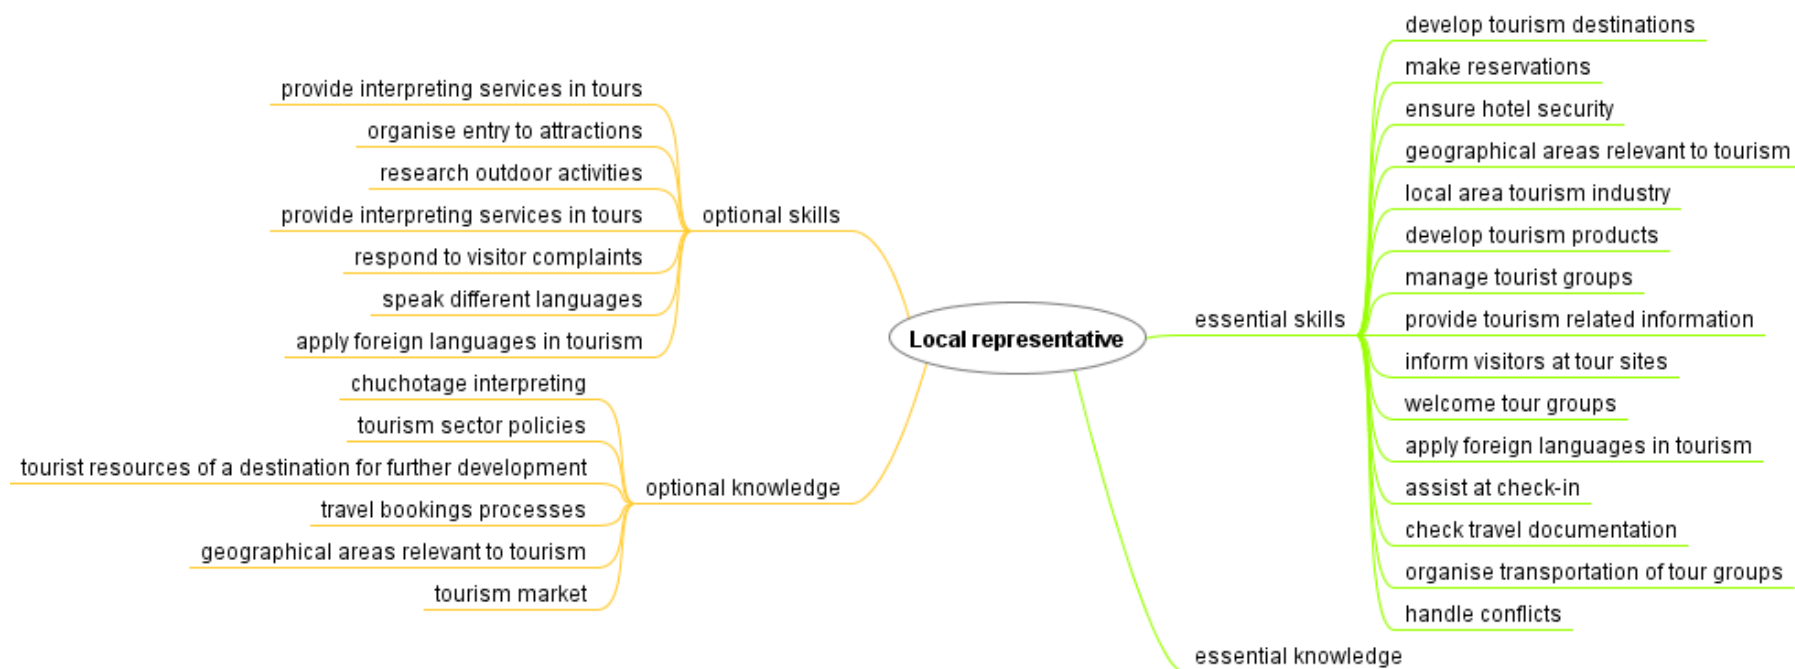 provide interpreting services in tours
organise entry to attractions
research outdoor activities
provide interpreting services in tours
respond to visitor complaints
speak different languages
apply foreign languages in tourism
optional skills
chuchotage interpreting
tourism sector policies
tourist resources of a destination for further development
travel bookings processes
geographical areas relevant to tourism
tourism market
optional knowledge
Local representative
essential skills
develop tourism destinations
make reservations
ensure hotel security
geographical areas relevant to tourism
local area tourism industry
develop tourism products
manage tourist groups
provide tourism related information
inform visitors at tour sites
welcome tour groups
apply foreign languages in tourism
assist at check-in
check travel documentation
organise transportation of tour groups
handle conflicts
essential knowledge